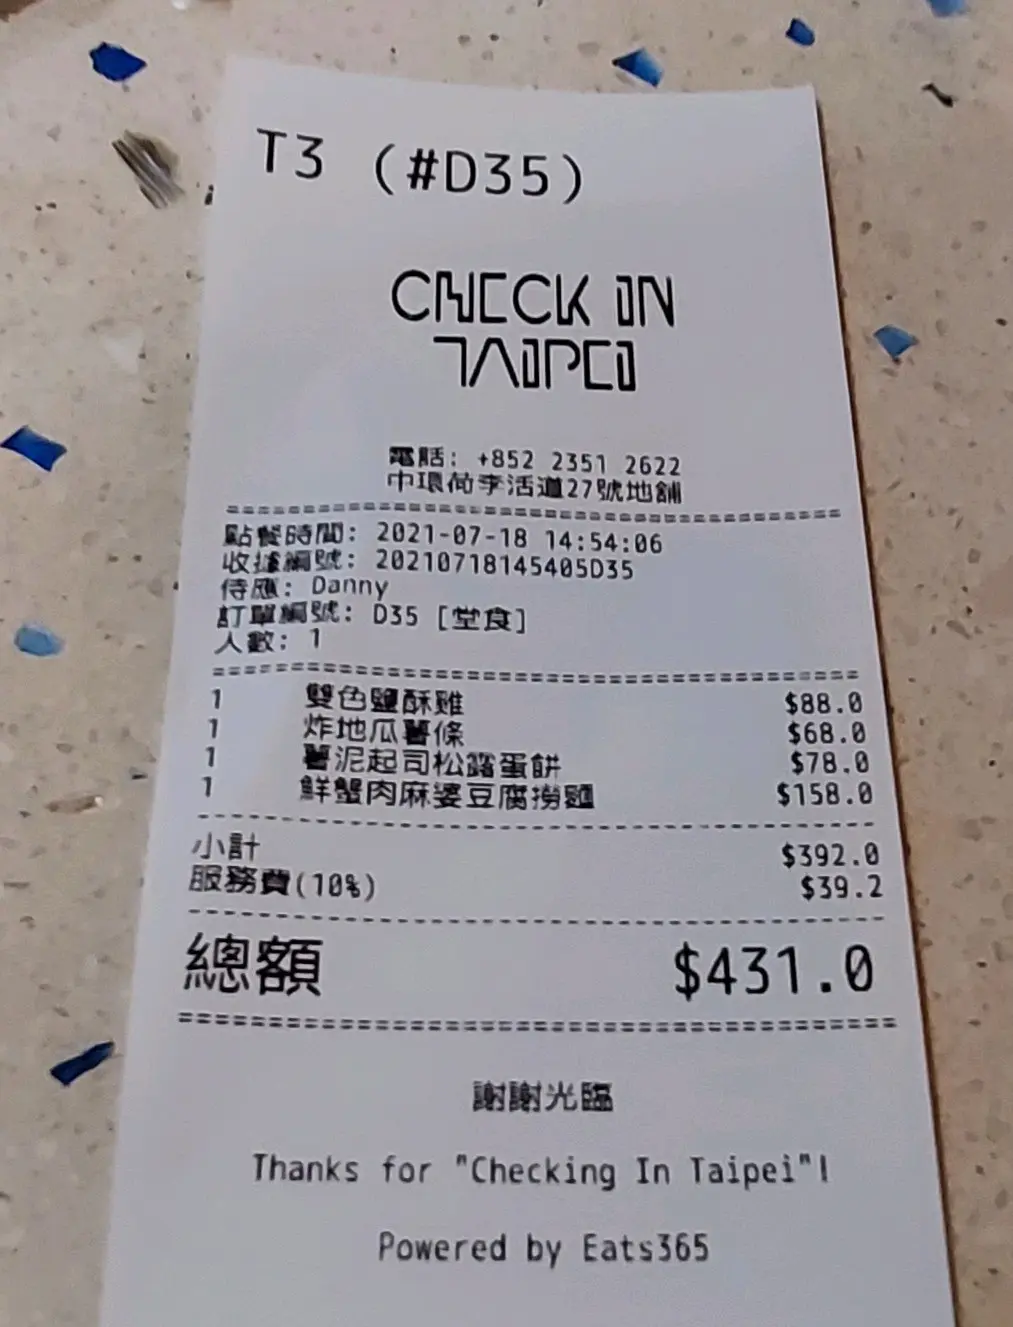 T3 (#D35)
CHECK IN
TAIPEI
電話: +852 2351 2622
中環荷李活道27號地舖
點餐時間: 2021-07-18 14:54:06
收據編號: 20210718145405D35
侍應: Danny
訂單編號: D35 [堂食]
人數: 1
1 雙色鹽酥雞 $88.0
1 炸地瓜薯條 $68.0
1 薯泥起司松露蛋餅 $78.0
1 鮮蟹肉麻婆豆腐撈麵 $158.0
小計 $392.0
服務費(10%) $39.2
總額 $431.0
謝謝光臨
Thanks for "Checking In Taipei"!
Powered by Eats365